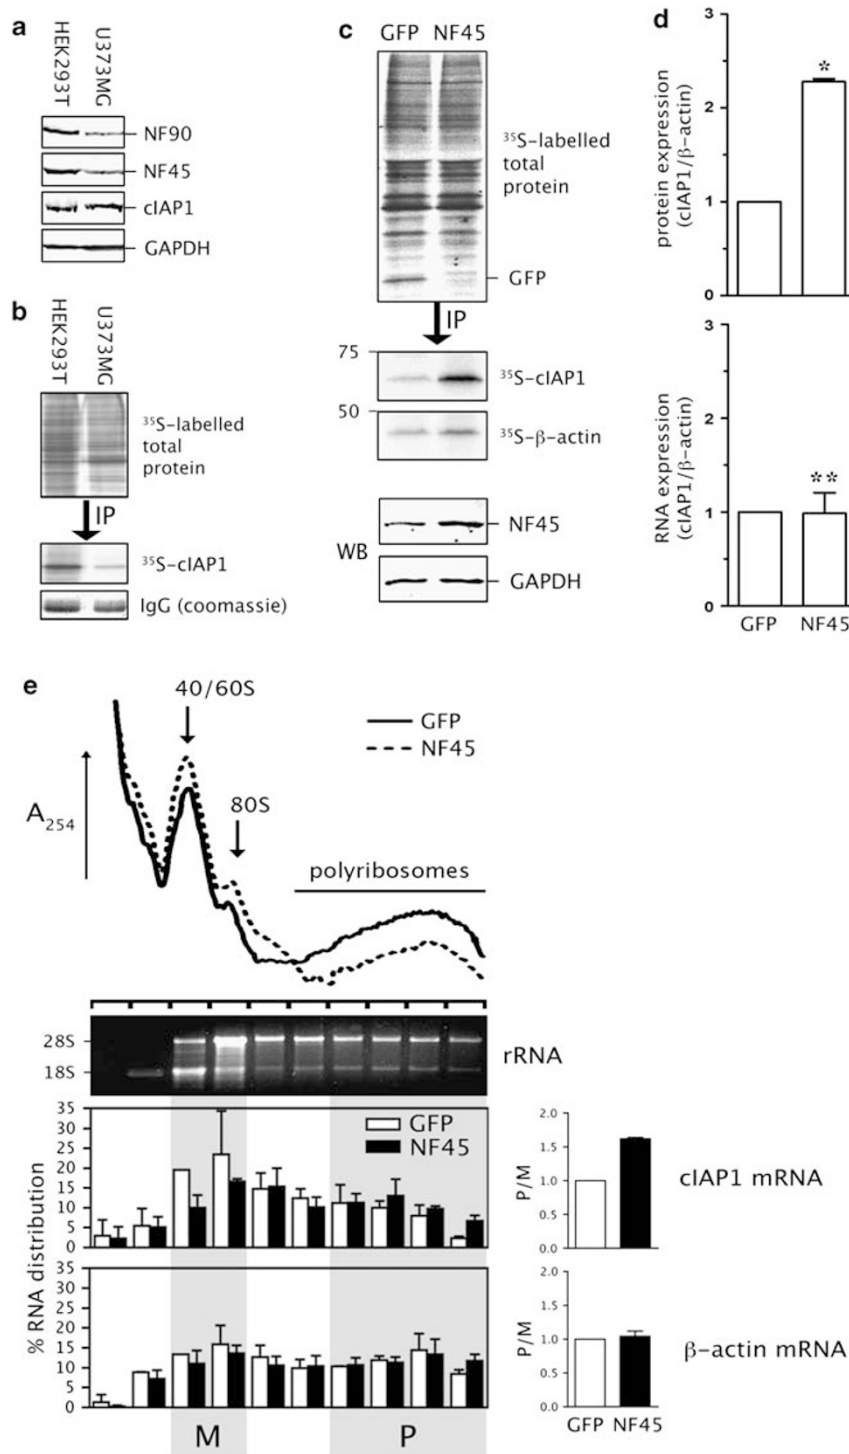 a
HEK293T
U373MG
NF90
NF45
cIAP1
GAPDH
b
HEK293T
U373MG
³⁵S-labelled
total
protein
IP
³⁵S-cIAP1
IgG (coomassie)
c
GFP NF45
³⁵S-labelled
total
protein
GFP
IP
75
³⁵S-cIAP1
50
³⁵S-β-actin
WB
NF45
GAPDH
d
protein expression
(cIAP1/β-actin)
3
2
1
0
*
RNA expression
(cIAP1/β-actin)
3
2
1
0
**
GFP NF45
e
40/60S
GFP
NF45
A₂₅₄
80S
polyribosomes
28S
18S
rRNA
% RNA distribution
35
30
25
20
15
10
5
0
GFP
NF45
P/M
2.0
1.5
1.0
0.5
0.0
cIAP1 mRNA
35
30
25
20
15
10
5
0
P/M
2.0
1.5
1.0
0.5
0.0
β-actin mRNA
GFP NF45
M
P